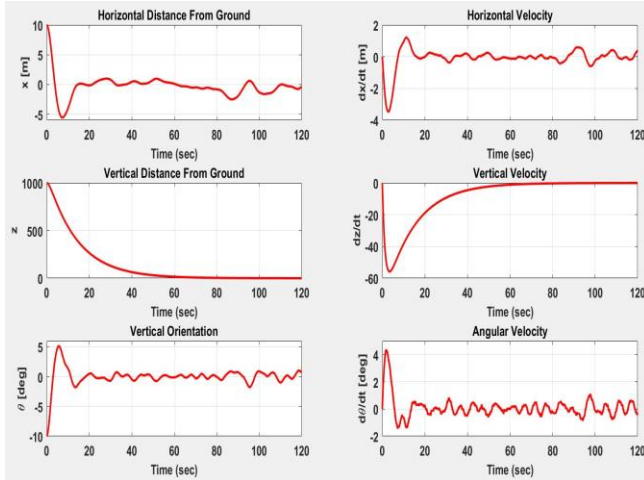 Horizontal Distance From Ground
x [m]
10
5
0
-5
0 20 40 60 80 100 120
Time (sec)
Horizontal Velocity
dx/dt [m]
2
0
-2
-4
0 20 40 60 80 100 120
Time (sec)
Vertical Distance From Ground
z
1000
500
0
0 20 40 60 80 100 120
Time (sec)
Vertical Velocity
dz/dt
0
-20
-40
-60
0 20 40 60 80 100 120
Time (sec)
Vertical Orientation
θ [deg]
5
0
-5
-10
0 20 40 60 80 100 120
Time (sec)
Angular Velocity
dθ/dt [deg]
4
2
0
-2
0 20 40 60 80 100 120
Time (sec)